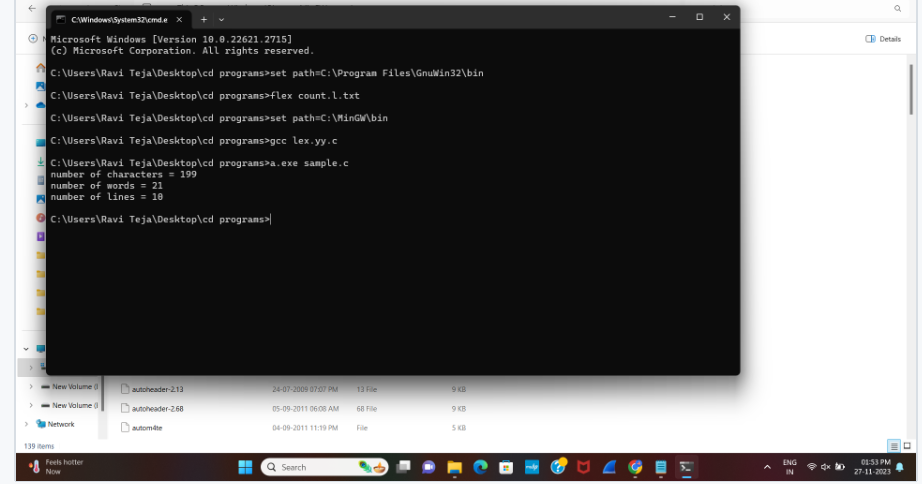 C:\Windows\System32\cmd.e
Microsoft Windows [Version 10.0.22621.2715]
(c) Microsoft Corporation. All rights reserved.
C:\Users\Ravi Teja\Desktop\cd programs>set path=C:\Program Files\GnuWin32\bin
C:\Users\Ravi Teja\Desktop\cd programs>flex count.l.txt
C:\Users\Ravi Teja\Desktop\cd programs>set path=C:\MinGW\bin
C:\Users\Ravi Teja\Desktop\cd programs>gcc lex.yy.c
C:\Users\Ravi Teja\Desktop\cd programs>a.exe sample.c
number of characters = 199
number of words = 21
number of lines = 10
C:\Users\Ravi Teja\Desktop\cd programs>
Details
New Volume (
autoheader-2.13 24-07-2009 07:07 PM 13 File 9 KB
New Volume (
autoheader-2.68 05-09-2011 06:08 AM 68 File 9 KB
Network
autom4te 04-09-2011 11:19 PM File 5 KB
139 items
Feels hotter
Now
Search
ENG
IN
01:53 PM
27-11-2023